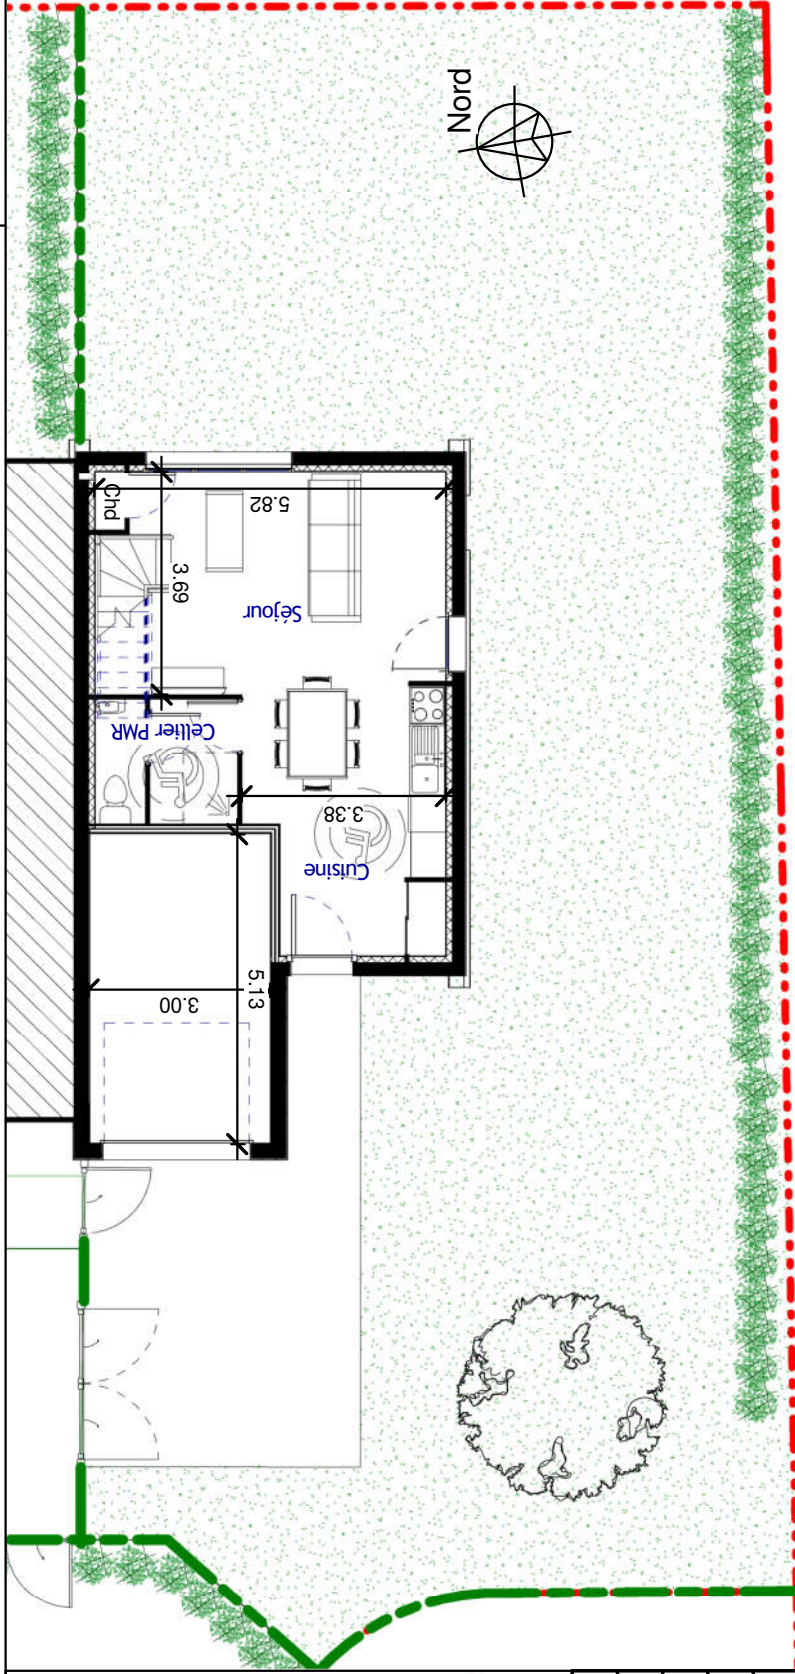 Nord
Chd
5.82
3.69
Séjour
Cellier PMR
3.38
Cuisine
5.13
3.00